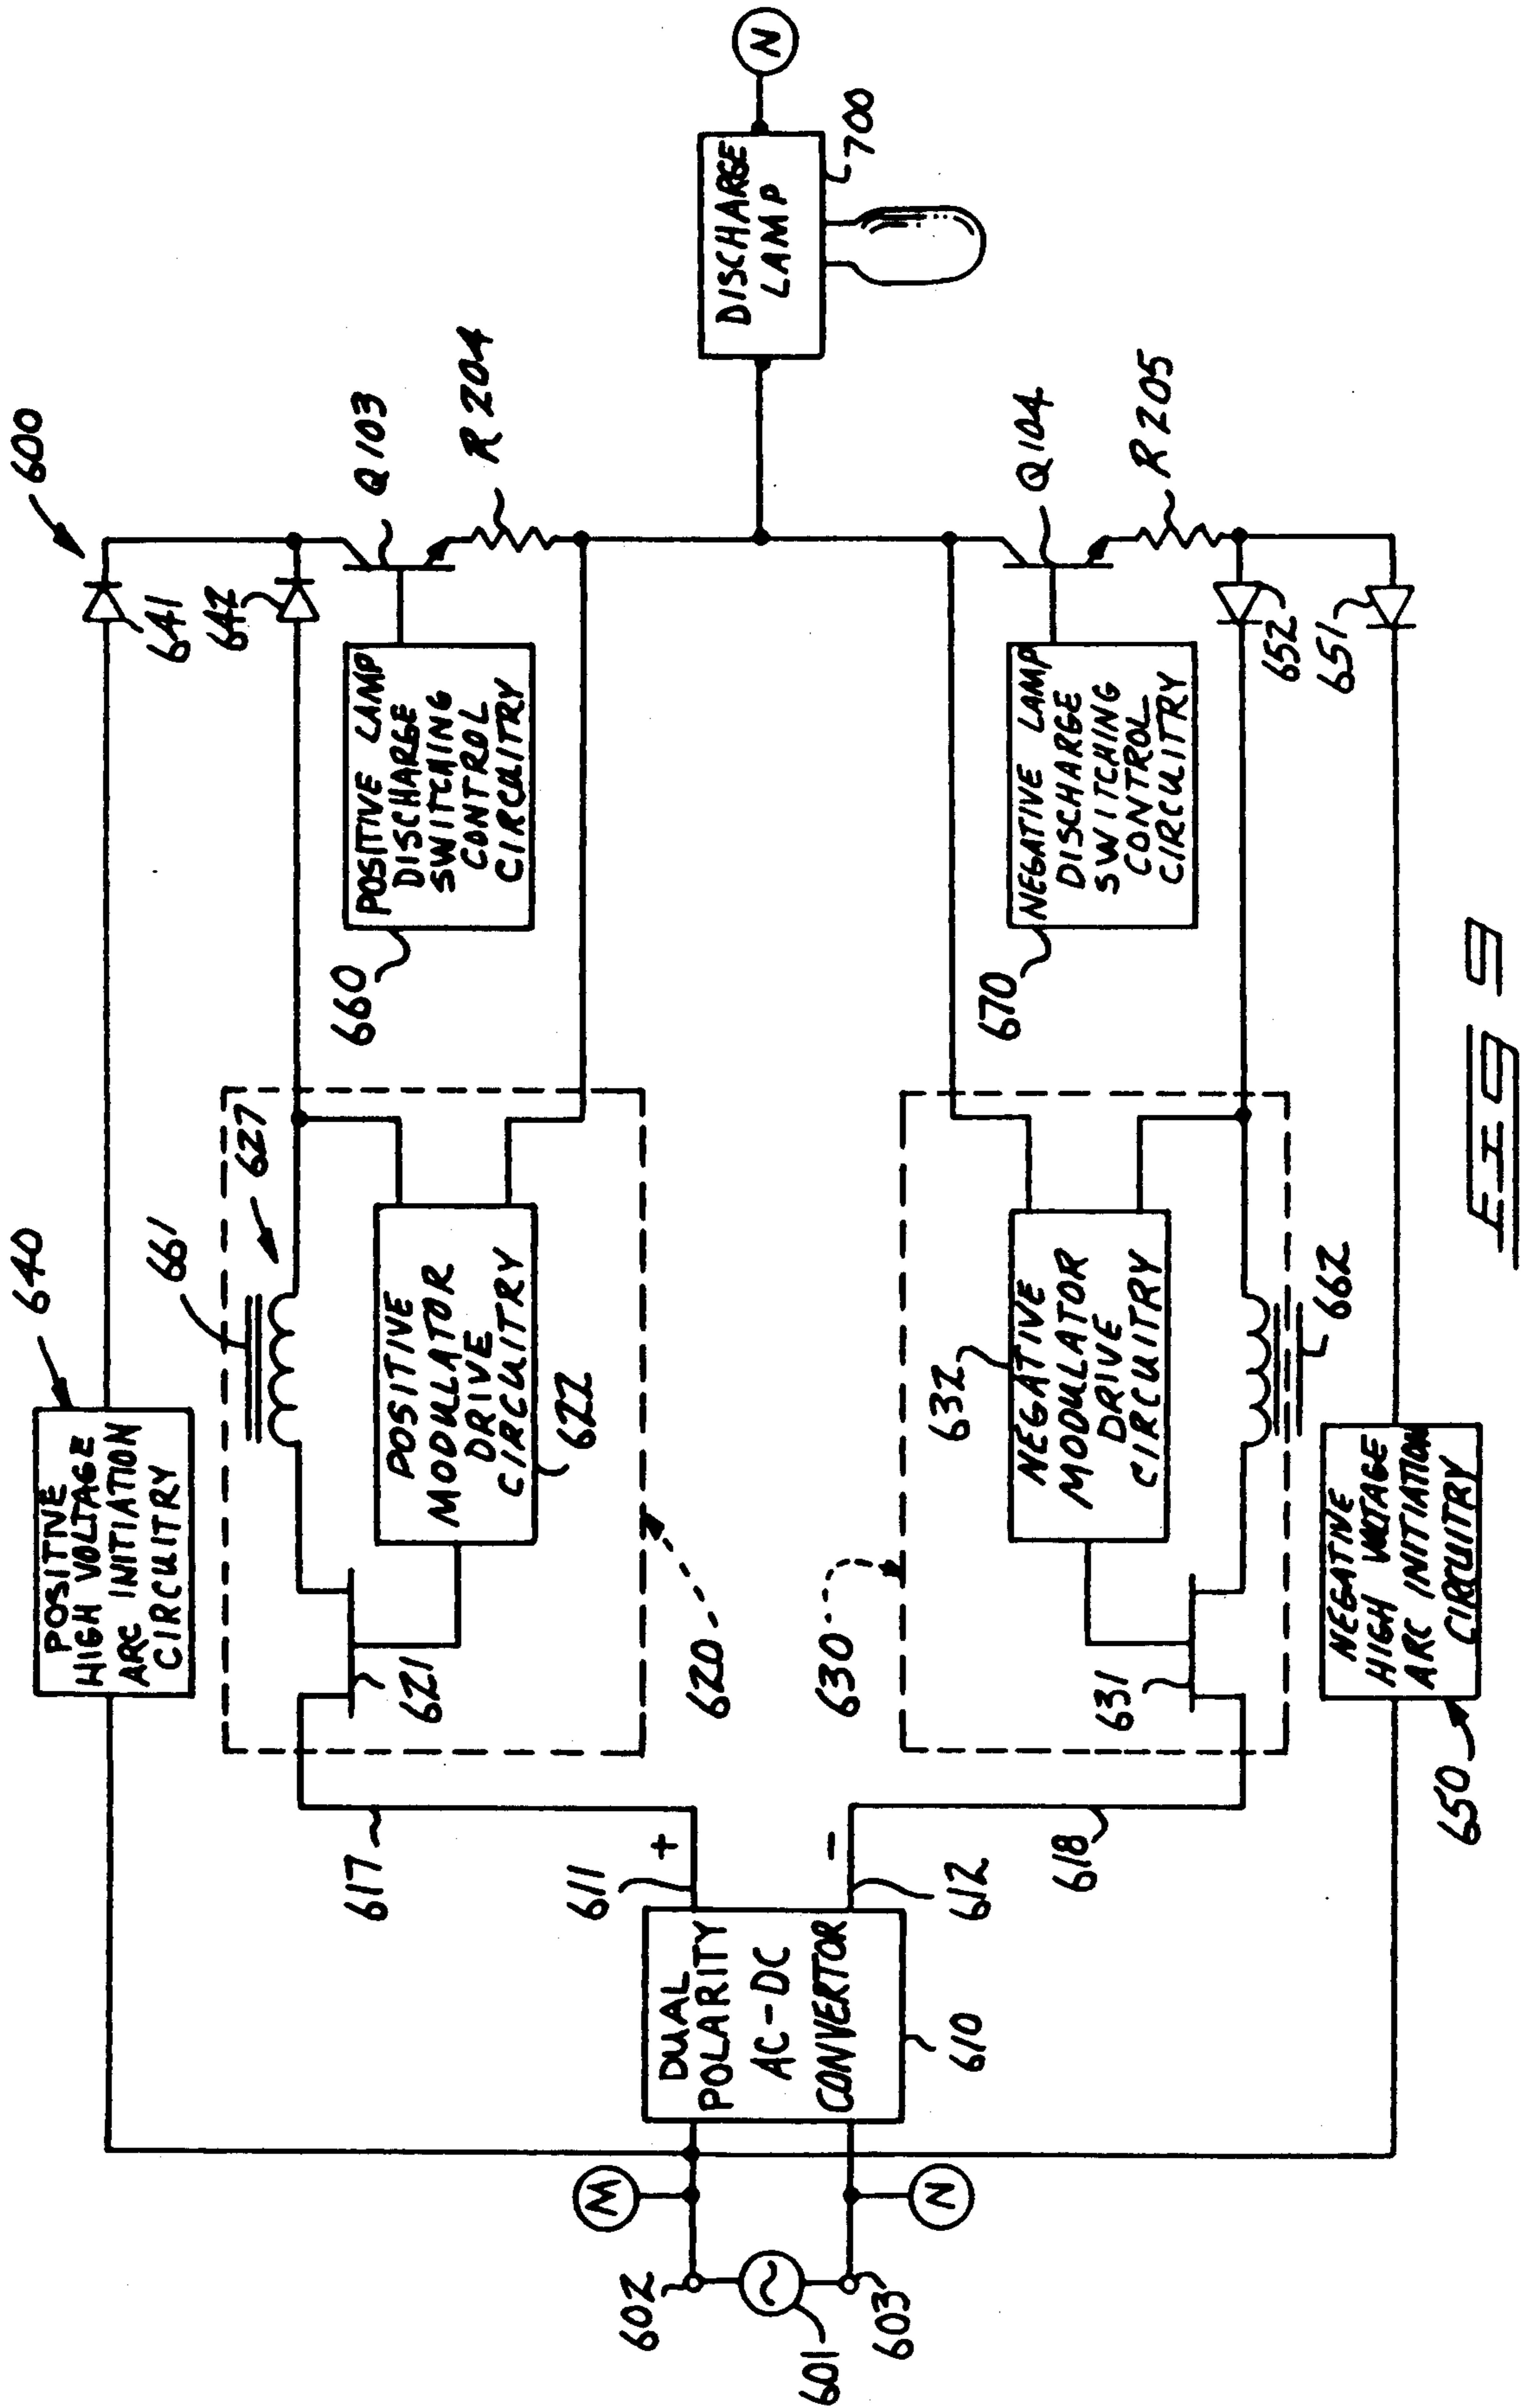 600
640
POSITIVE
HIGH VOLTAGE
ARC INITIATION
CIRCUITRY
641
642
661
627
Q103
R204
POSITIVE LAMP
DISCHARGE
SWITCHING
CONTROL
CIRCUITRY
660
POSITIVE
MODULATOR
DRIVE
CIRCUITRY
622
621
620
617
611
+
M
602
601
603
N
DUAL
POLARITY
AC-DC
CONVERTOR
610
-
612
618
630
631
632
NEGATIVE
MODULATOR
DRIVE
CIRCUITRY
662
NEGATIVE LAMP
DISCHARGE
SWITCHING
CONTROL
CIRCUITRY
670
Q104
R205
652
651
NEGATIVE
HIGH VOLTAGE
ARC INITIATION
CIRCUITRY
650
DISCHARGE
LAMP
700
N
FIG 9